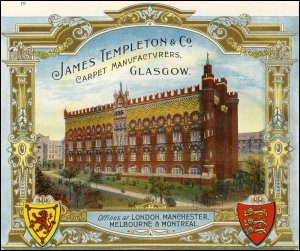 JAMES TEMPLETON & Co.
CARPET MANUFACTURERS,
GLASGOW.
Offices at LONDON, MANCHESTER,
MELBOURNE & MONTREAL.